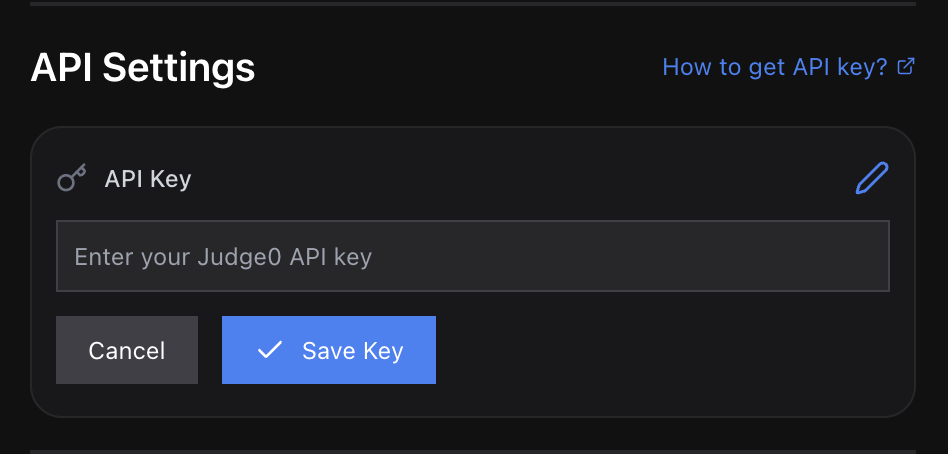 API Settings
How to get API key?
API Key
Enter your Judge0 API key
Cancel
Save Key